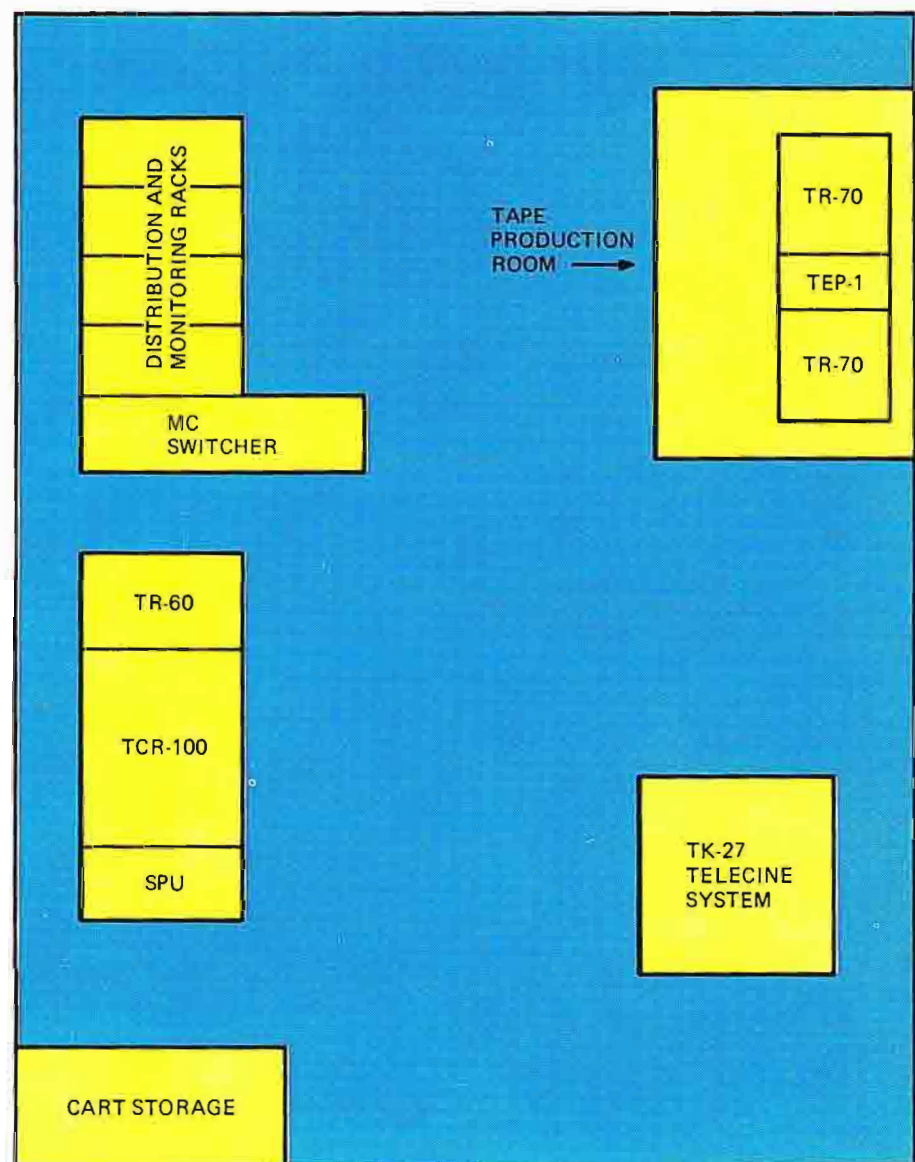 DISTRIBUTION AND
MONITORING RACKS
MC
SWITCHER
TAPE
PRODUCTION
ROOM
TR-70
TEP-1
TR-70
TR-60
TCR-100
SPU
TK-27
TELECINE
SYSTEM
CART STORAGE